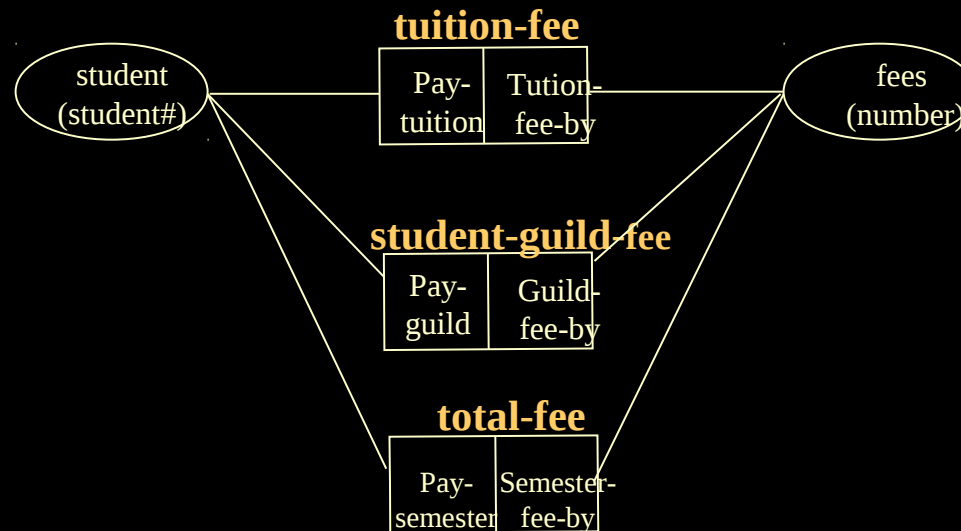 tuition-fee
student
(student#)
Pay-
tuition
Tution-
fee-by
fees
(number)
student-guild-fee
Pay-
guild
Guild-
fee-by
total-fee
Pay-
semester
Semester-
fee-by